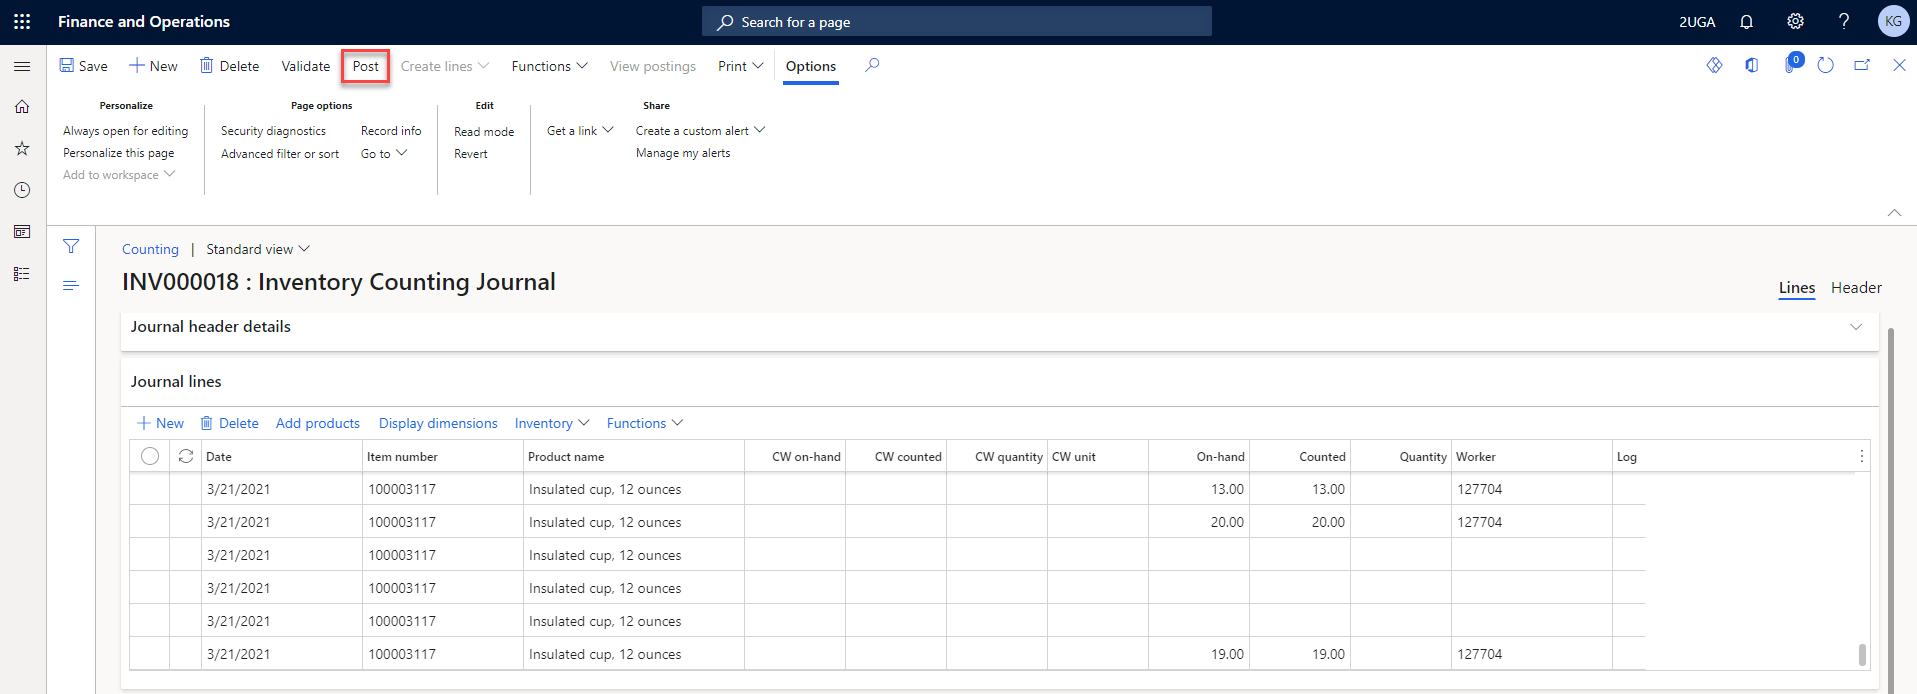 Finance and Operations
Search for a page
2UGA
KG
Save New Delete Validate Post Create lines Functions View postings Print Options
0
Personalize
Always open for editing
Personalize this page
Add to workspace
Page options
Security diagnostics Record info
Advanced filter or sort Go to
Edit
Read mode
Revert
Share
Get a link Create a custom alert
Manage my alerts
Counting | Standard view
INV000018 : Inventory Counting Journal
Lines Header
Journal header details
Journal lines
New Delete Add products Display dimensions Inventory Functions
Date Item number Product name CW on-hand CW counted CW quantity CW unit On-hand Counted Quantity Worker Log
3/21/2021 100003117 Insulated cup, 12 ounces 13.00 13.00 127704
3/21/2021 100003117 Insulated cup, 12 ounces 20.00 20.00 127704
3/21/2021 100003117 Insulated cup, 12 ounces
3/21/2021 100003117 Insulated cup, 12 ounces
3/21/2021 100003117 Insulated cup, 12 ounces
3/21/2021 100003117 Insulated cup, 12 ounces 19.00 19.00 127704